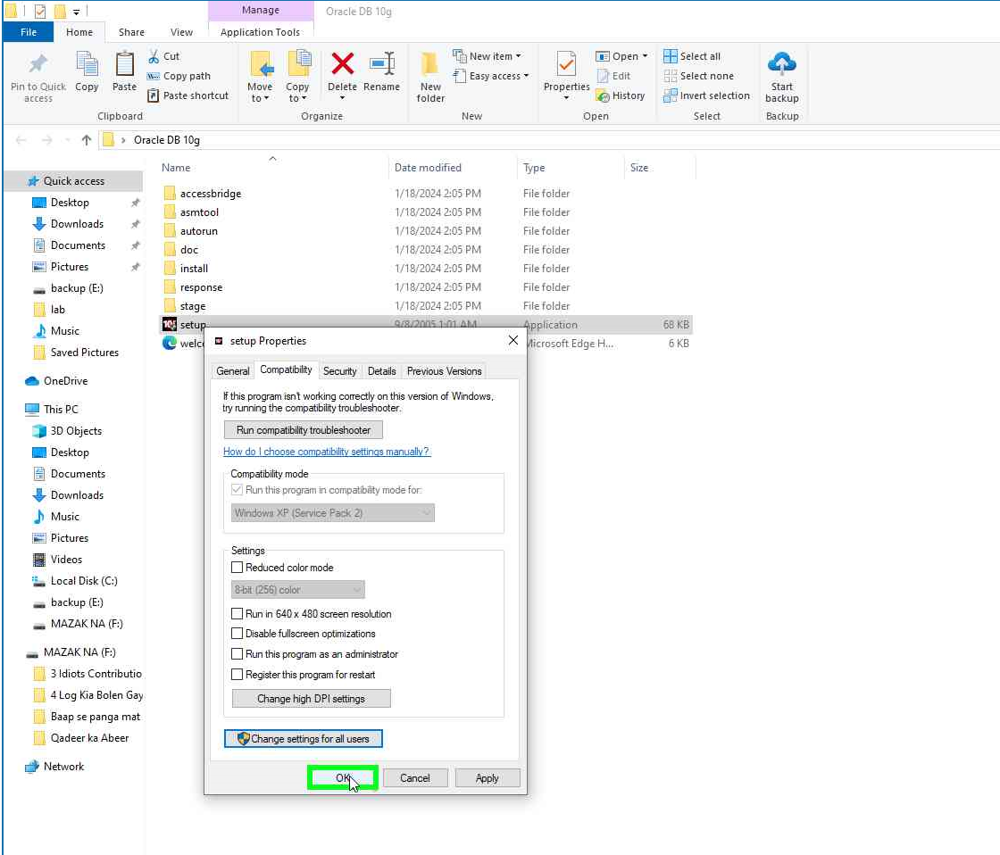 Manage
Oracle DB 10g
File
Home
Share
View
Application Tools
Pin to Quick access
Copy
Paste
Cut
Copy path
Paste shortcut
Clipboard
Move to
Copy to
Delete
Rename
Organize
New folder
New item
Easy access
New
Properties
Open
Edit
History
Open
Select all
Select none
Invert selection
Select
Start backup
Backup
Oracle DB 10g
Name
Date modified
Type
Size
Quick access
Desktop
Downloads
Documents
Pictures
backup (E:)
lab
Music
Saved Pictures
OneDrive
This PC
3D Objects
Desktop
Documents
Downloads
Music
Pictures
Videos
Local Disk (C:)
backup (E:)
MAZAK NA (F:)
MAZAK NA (F:)
3 Idiots Contributio
4 Log Kia Bolen Gay
Baap se panga mat
Qadeer ka Abeer
Network
accessbridge 1/18/2024 2:05 PM File folder
asmtool 1/18/2024 2:05 PM File folder
autorun 1/18/2024 2:05 PM File folder
doc 1/18/2024 2:05 PM File folder
install 1/18/2024 2:05 PM File folder
response 1/18/2024 2:05 PM File folder
stage 1/18/2024 2:05 PM File folder
setup 9/8/2005 1:01 AM Application 68 KB
welc Microsoft Edge H... 6 KB
setup Properties
General
Compatibility
Security
Details
Previous Versions
If this program isn't working correctly on this version of Windows,
try running the compatibility troubleshooter.
Run compatibility troubleshooter
How do I choose compatibility settings manually?
Compatibility mode
Run this program in compatibility mode for:
Windows XP (Service Pack 2)
Settings
Reduced color mode
8-bit (256) color
Run in 640 x 480 screen resolution
Disable fullscreen optimizations
Run this program as an administrator
Register this program for restart
Change high DPI settings
Change settings for all users
OK
Cancel
Apply